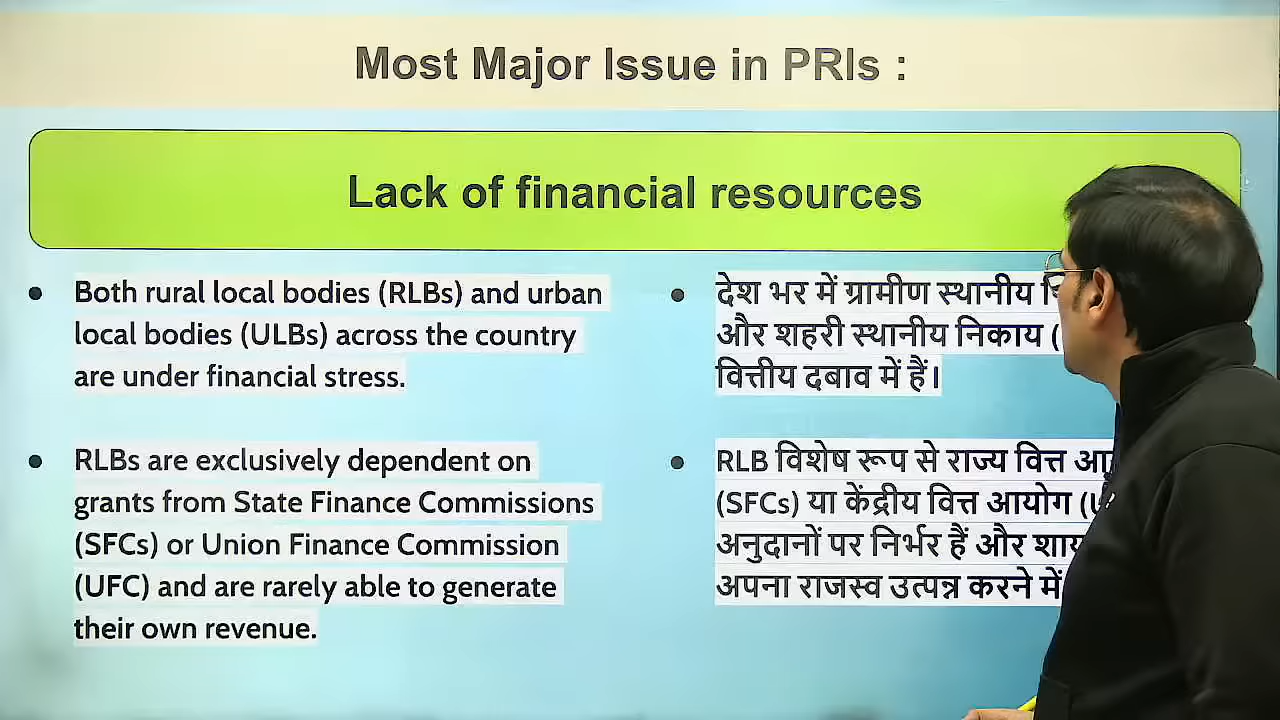 Most Major Issue in PRIs :
Lack of financial resources
Both rural local bodies (RLBs) and urban
local bodies (ULBs) across the country
are under financial stress.
RLBs are exclusively dependent on
grants from State Finance Commissions
(SFCs) or Union Finance Commission
(UFC) and are rarely able to generate
their own revenue.
देश भर में ग्रामीण स्थानीय
और शहरी स्थानीय निकाय (
वित्तीय दबाव में हैं।
RLB विशेष रूप से राज्य वित्त
(SFCs) या केंद्रीय वित्त आयोग
अनुदानों पर निर्भर हैं और
अपना राजस्व उत्पन्न करने में